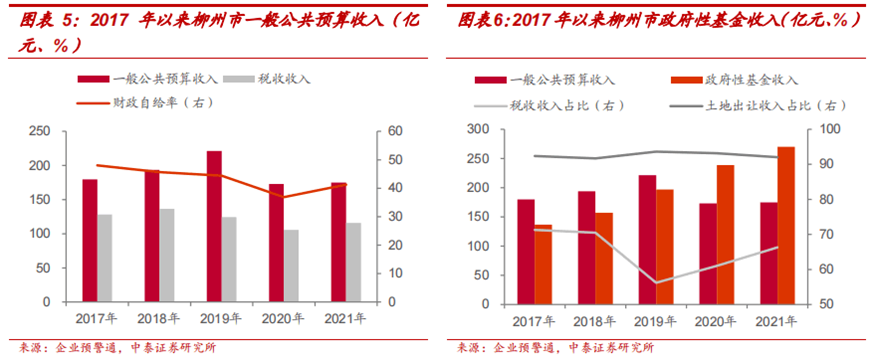 图表 5：2017 年以来柳州市一般公共预算收入（亿
元、%）
一般公共预算收入 税收收入
财政自给率（右）
250 60
200 50
150 40
100 30
50 20
0 10
0
2017年 2018年 2019年 2020年 2021年
来源：企业预警通，中泰证券研究所
图表6：2017年以来柳州市政府性基金收入（亿元、%）
一般公共预算收入 政府性基金收入
税收收入占比（右） 土地出让收入占比（右）
300 100
250 90
200 80
150 70
100 60
50 50
0
2017年 2018年 2019年 2020年 2021年
来源：企业预警通，中泰证券研究所